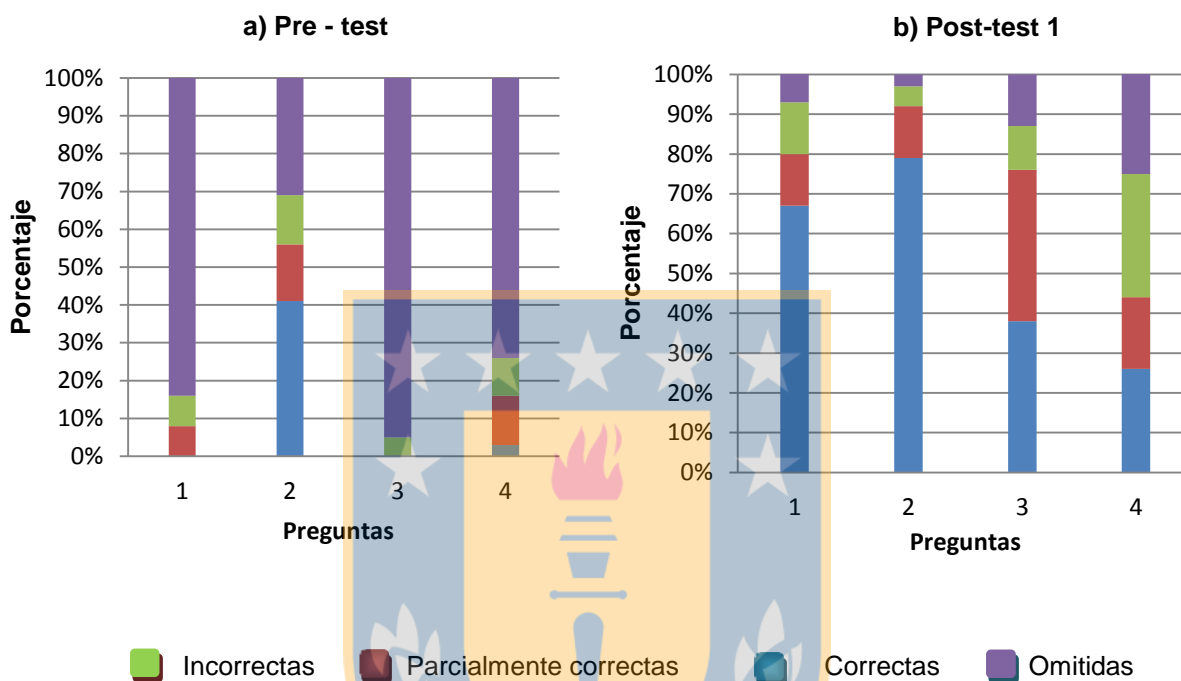 a) Pre - test
100%
90%
80%
70%
60%
50%
40%
30%
20%
10%
0%
Porcentaje
1 2 3 4
Preguntas
b) Post-test 1
100%
90%
80%
70%
60%
50%
40%
30%
20%
10%
0%
Porcentaje
1 2 3 4
Preguntas
Incorrectas Parcialmente correctas Correctas Omitidas